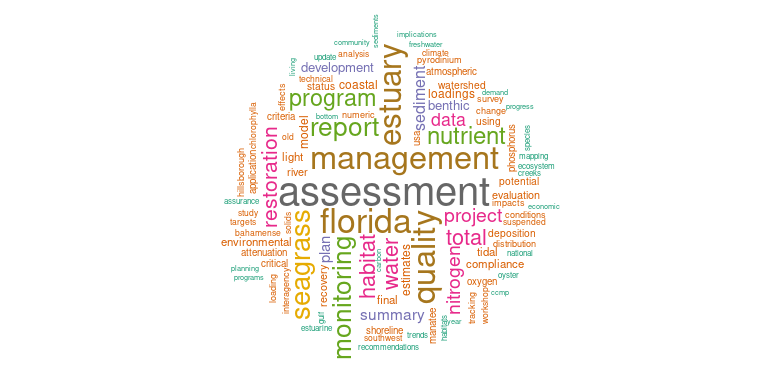 implications
community
sediments
freshwater
update
analysis
climate
pyrodinium
living
development
estuary
atmospheric
technical
status
coastal
sediment
watershed
effects
program
loadings
demand
survey
benthic
progress
bottom
numeric
change
criteria
model
report
data
using
chlorophylla
old
usa
nutrient
phosphorus
species
light
management
mapping
ecosystem
creeks
hillsborough
application
restoration
river
potential
assessment
evaluation
assurance
impacts
economic
study
targets
solids
florida
project
conditions
suspended
bahamense
seagrass
quality
deposition
environmental
plan
total
distribution
attenuation
monitoring
habitat
water
carbon
estimates
tidal
national
planning
critical
nitrogen
compliance
programs
oyster
loading
interagency
recovery
oxygen
final
tracking
workshop
ccmp
gulf
summary
manatee
estuarine
shoreline
trends
habitats
year
southwest
recommendations